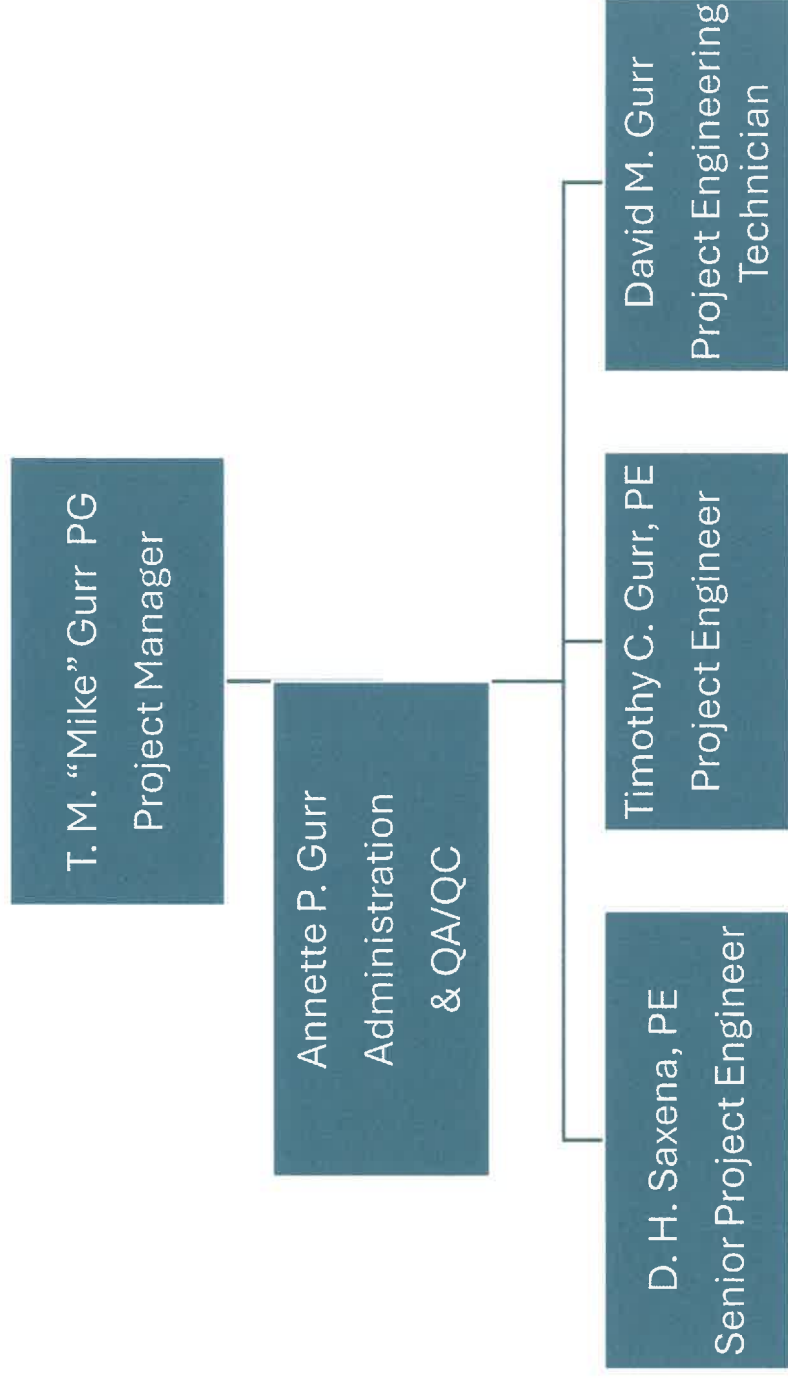 T. M. “Mike” Gurr PG
Project Manager
Annette P. Gurr
Administration
& QA/QC
D. H. Saxena, PE
Senior Project Engineer
Timothy C. Gurr, PE
Project Engineer
David M. Gurr
Project Engineering
Technician